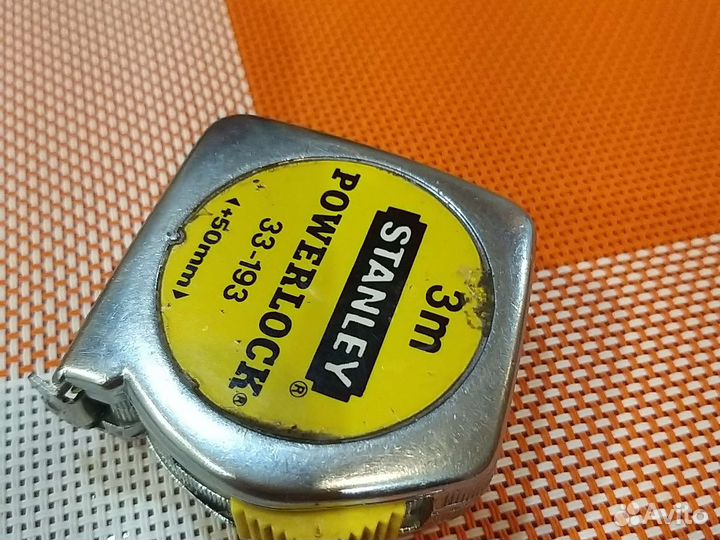 3m
STANLEY®
POWERLOCK®
33-193
◄+50mm►
Avito